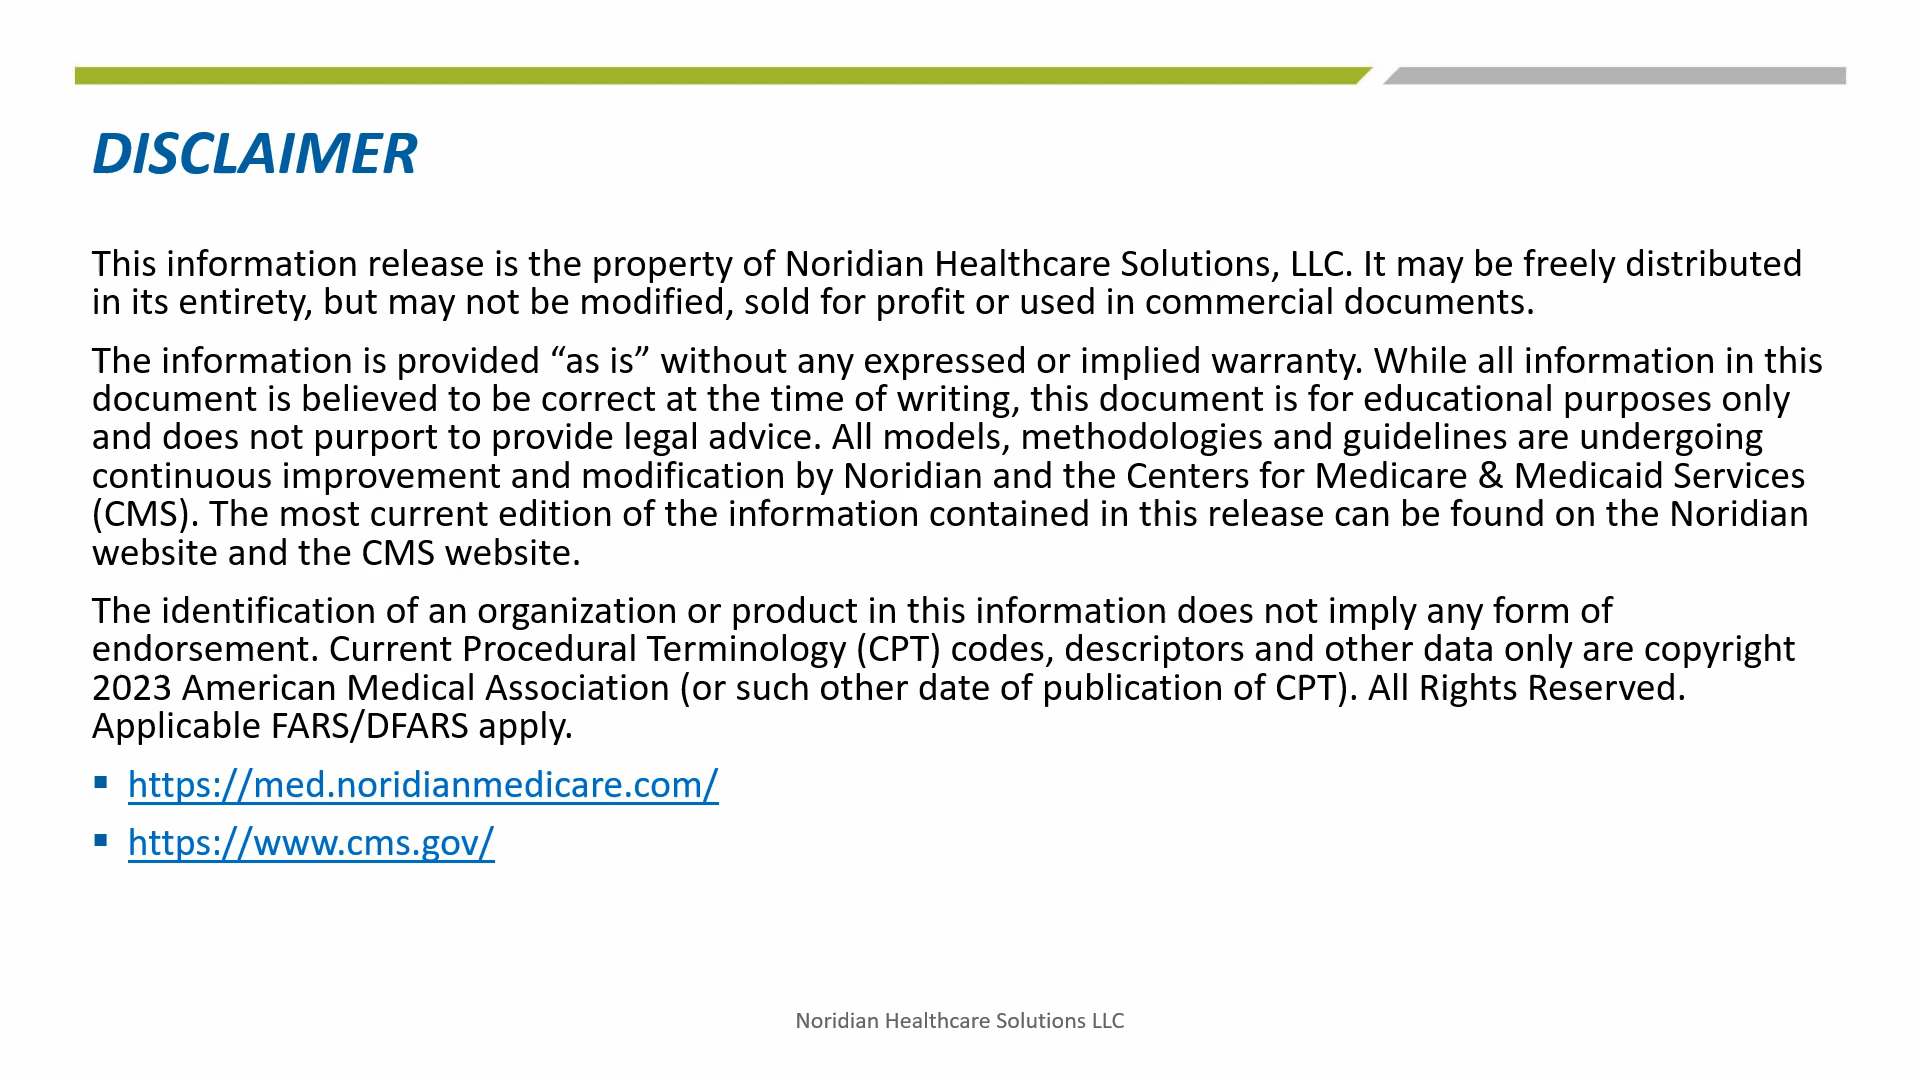 DISCLAIMER
This information release is the property of Noridian Healthcare Solutions, LLC. It may be freely distributed
in its entirety, but may not be modified, sold for profit or used in commercial documents.
The information is provided “as is” without any expressed or implied warranty. While all information in this
document is believed to be correct at the time of writing, this document is for educational purposes only
and does not purport to provide legal advice. All models, methodologies and guidelines are undergoing
continuous improvement and modification by Noridian and the Centers for Medicare & Medicaid Services
(CMS). The most current edition of the information contained in this release can be found on the Noridian
website and the CMS website.
The identification of an organization or product in this information does not imply any form of
endorsement. Current Procedural Terminology (CPT) codes, descriptors and other data only are copyright
2023 American Medical Association (or such other date of publication of CPT). All Rights Reserved.
Applicable FARS/DFARS apply.
▪ https://med.noridianmedicare.com/
▪ https://www.cms.gov/
Noridian Healthcare Solutions LLC